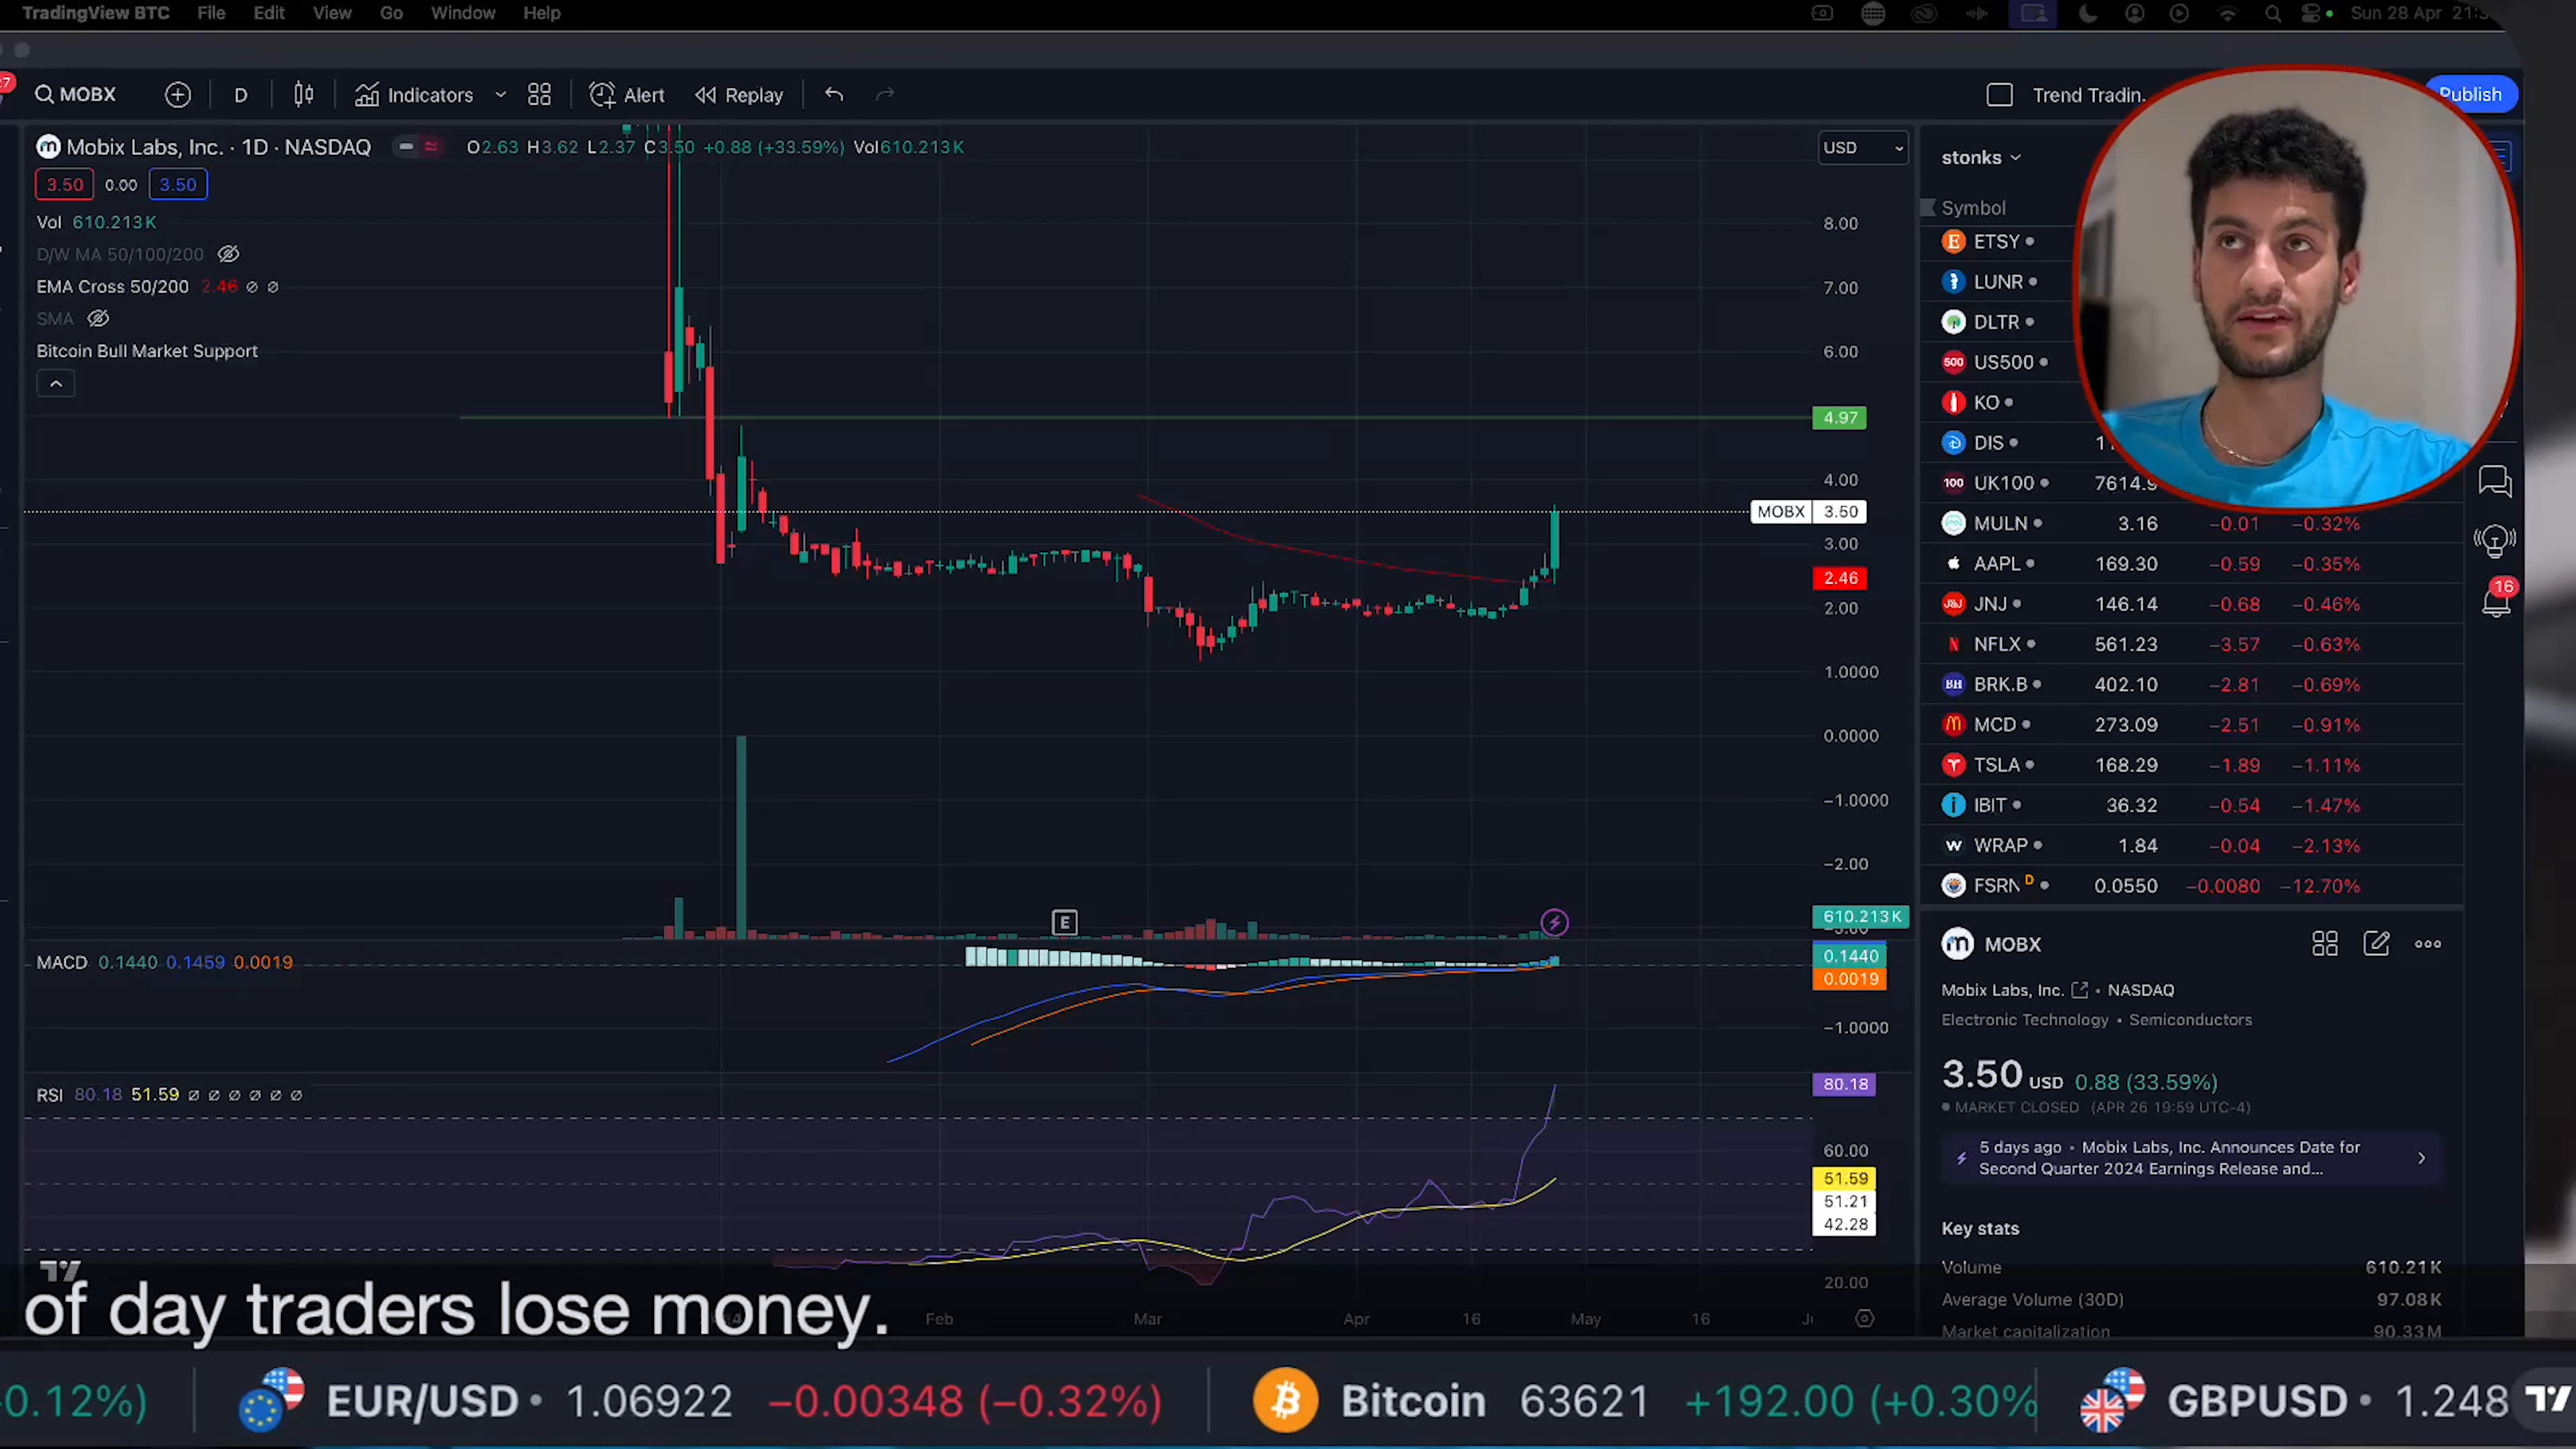 TradingView BTC File Edit View Go Window Help Sun 28 Apr 21:
27 MOBX D Indicators Alert Replay Trend Tradin. Publish
Mobix Labs, Inc. · 1D · NASDAQ O2.63 H3.62 L2.37 C3.50 +0.88 (+33.59%) Vol610.213K USD
3.50 0.00 3.50
Vol 610.213K
D/W MA 50/100/200
EMA Cross 50/200 2.46 ∅ ∅
SMA
Bitcoin Bull Market Support
8.00
7.00
6.00
4.97
4.00
MOBX 3.50
3.00
2.46
2.00
1.0000
0.0000
−1.0000
−2.00
E
610.213K
MACD 0.1440 0.1459 0.0019
0.1440
0.0019
−1.0000
RSI 80.18 51.59 ∅ ∅ ∅ ∅ ∅ ∅
80.18
60.00
51.59
51.21
42.28
20.00
Feb Mar Apr 16 May 16
stonks
Symbol
ETSY
LUNR
DLTR
500 US500
KO
DIS
100 UK100 7614.9
MULN 3.16 −0.01 −0.32%
AAPL 169.30 −0.59 −0.35%
J&J JNJ 146.14 −0.68 −0.46%
N NFLX 561.23 −3.57 −0.63%
BH BRK.B 402.10 −2.81 −0.69%
MCD 273.09 −2.51 −0.91%
TSLA 168.29 −1.89 −1.11%
IBIT 36.32 −0.54 −1.47%
W WRAP 1.84 −0.04 −2.13%
FSRN D 0.0550 −0.0080 −12.70%
16
MOBX
Mobix Labs, Inc. • NASDAQ
Electronic Technology • Semiconductors
3.50 USD 0.88 (33.59%)
MARKET CLOSED (APR 26 19:59 UTC-4)
5 days ago • Mobix Labs, Inc. Announces Date for
Second Quarter 2024 Earnings Release and...
Key stats
Volume 610.21K
Average Volume (30D) 97.08K
Market capitalization 90.33M
of day traders lose money.
0.12%) EUR/USD • 1.06922 −0.00348 (−0.32%) Bitcoin 63621 +192.00 (+0.30% GBPUSD • 1.248